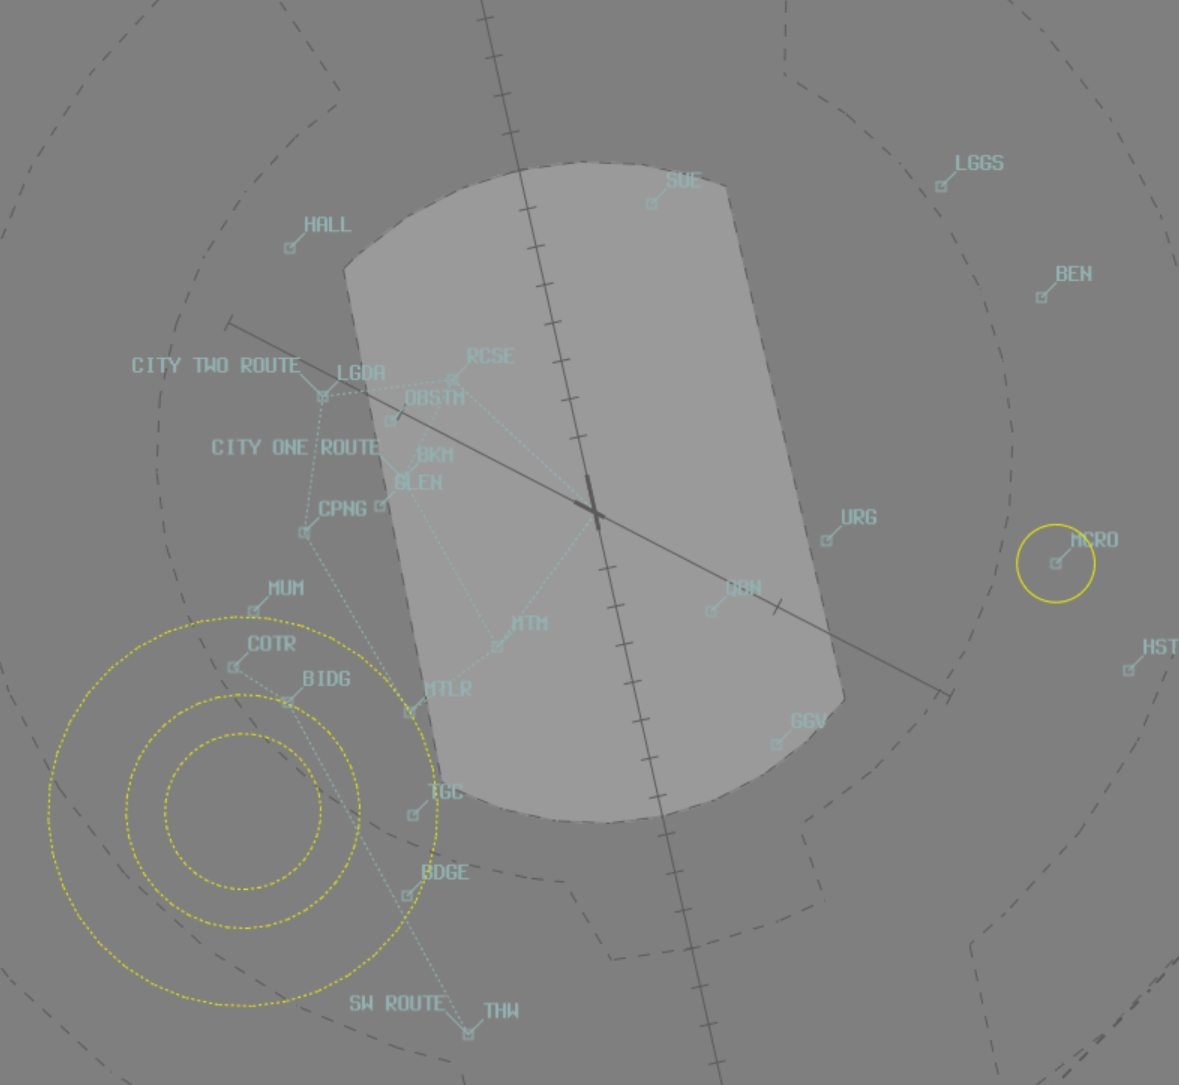 LGGS
SUE
HALL
BEN
RCSE
CITY TWO ROUTE
LGDA
OBSTM
CITY ONE ROUTE
BKM
GLEN
CPNG
URG
MCRO
MUM
QBN
MTM
COTR
HST
BIDG
MTLR
GGV
TGC
BDGE
SW ROUTE
THW